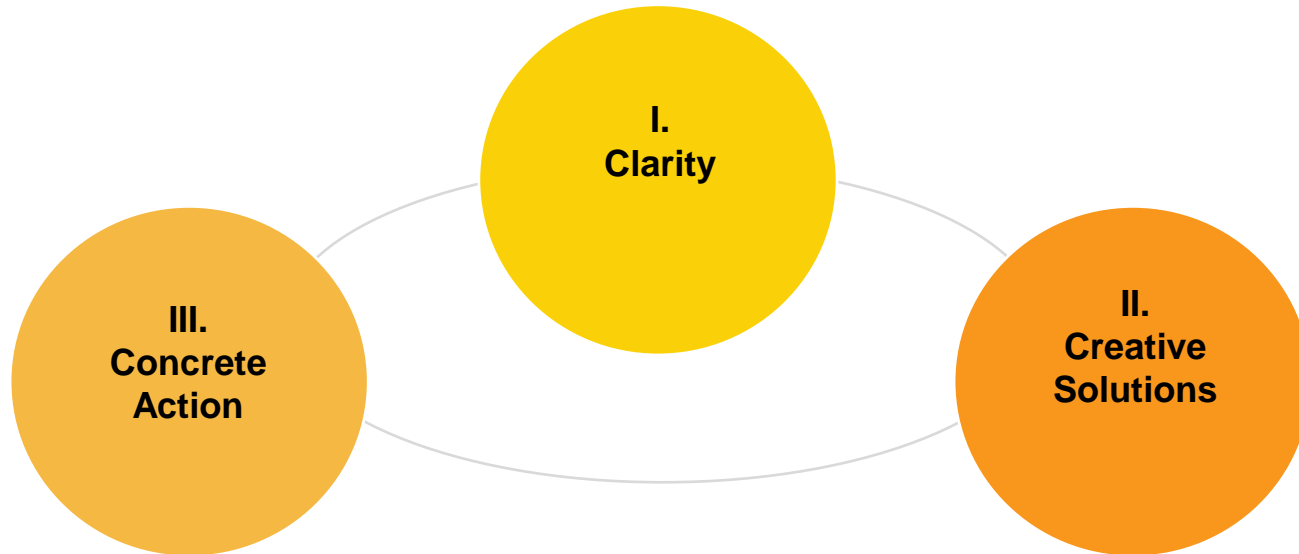 I.
Clarity
II.
Creative
Solutions
III.
Concrete
Action